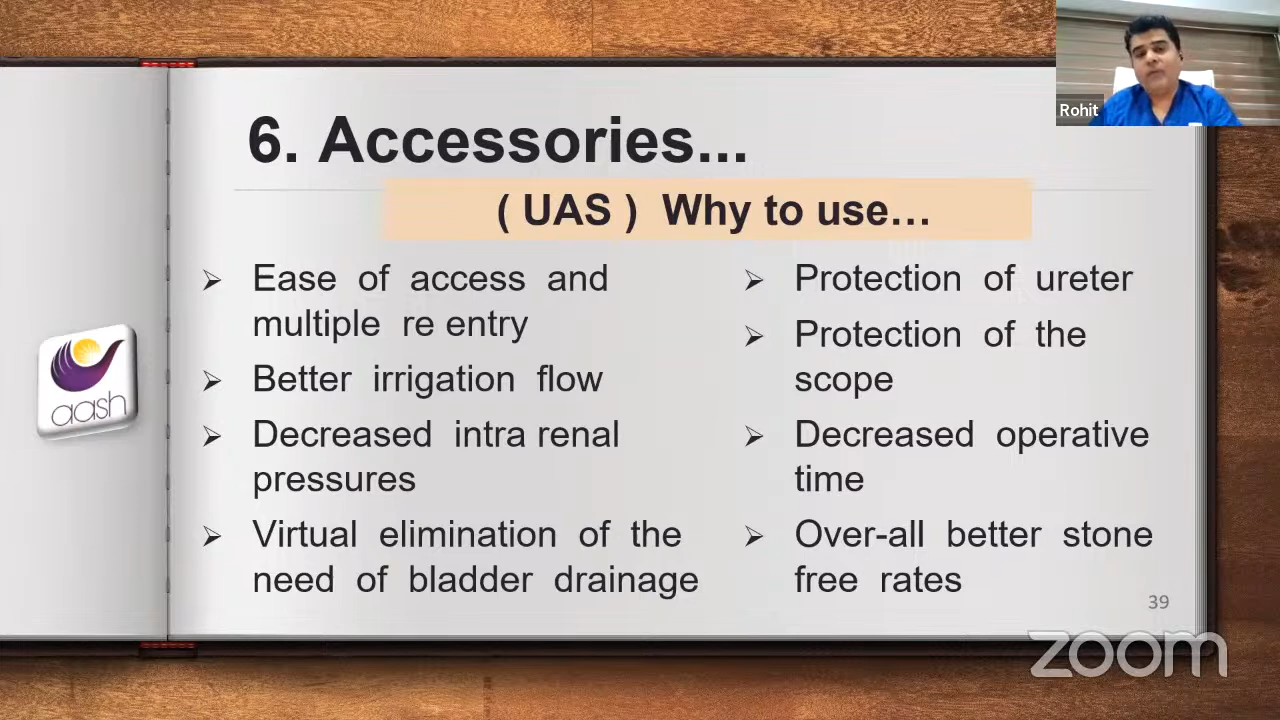 Rohit
6. Accessories...
( UAS ) Why to use…
➢ Ease of access and
multiple re entry
➢ Better irrigation flow
➢ Decreased intra renal
pressures
➢ Virtual elimination of the
need of bladder drainage
➢ Protection of ureter
➢ Protection of the
scope
➢ Decreased operative
time
➢ Over-all better stone
free rates
aash
39
zoom